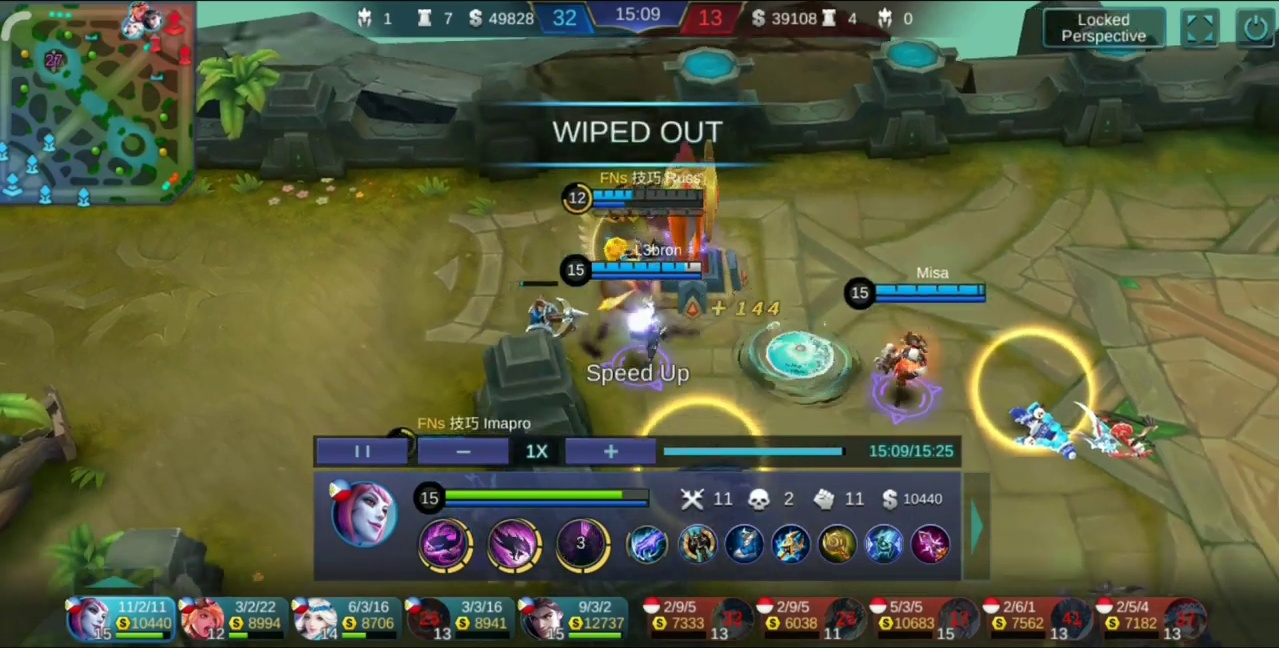 1 7 49828 32 15:09 13 39108 4 0
Locked
Perspective
27
WIPED OUT
FNs 技巧 Russ
12
L3bron
15
Misa
15
+ 144
Speed Up
FNs 技巧 Imapro
1X + 15:09/15:25
15 11 2 11 10440
3
11/2/11 3/2/22 6/3/16 3/3/16 9/3/2 2/9/5 2/9/5 5/3/5 2/6/1 2/5/4
10440 8994 8706 8941 12737 7333 6038 10683 7562 7182
15 12 14 13 15 13 11 15 13 13